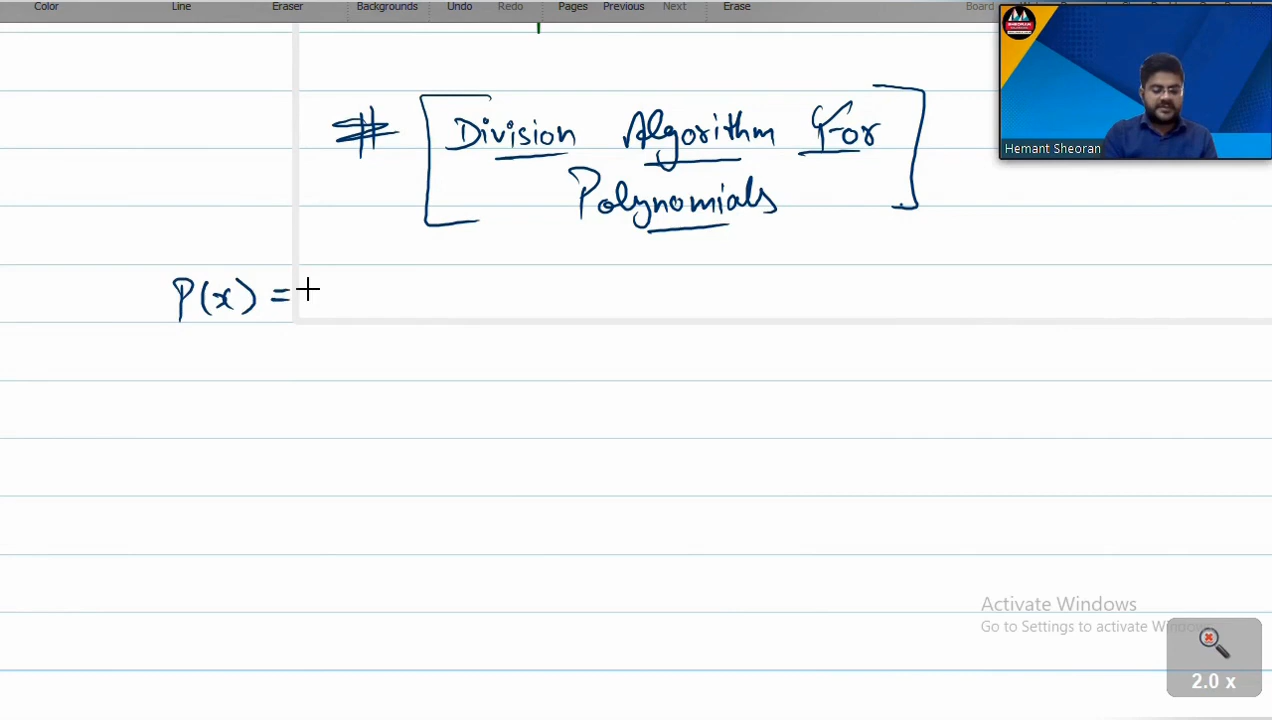 Color Line Eraser Backgrounds Undo Redo Pages Previous Next Erase Board
# [Division Algorithm For
Polynomials]
P(x) =
Hemant Sheoran
Activate Windows
Go to Settings to activate Windows.
2.0 x